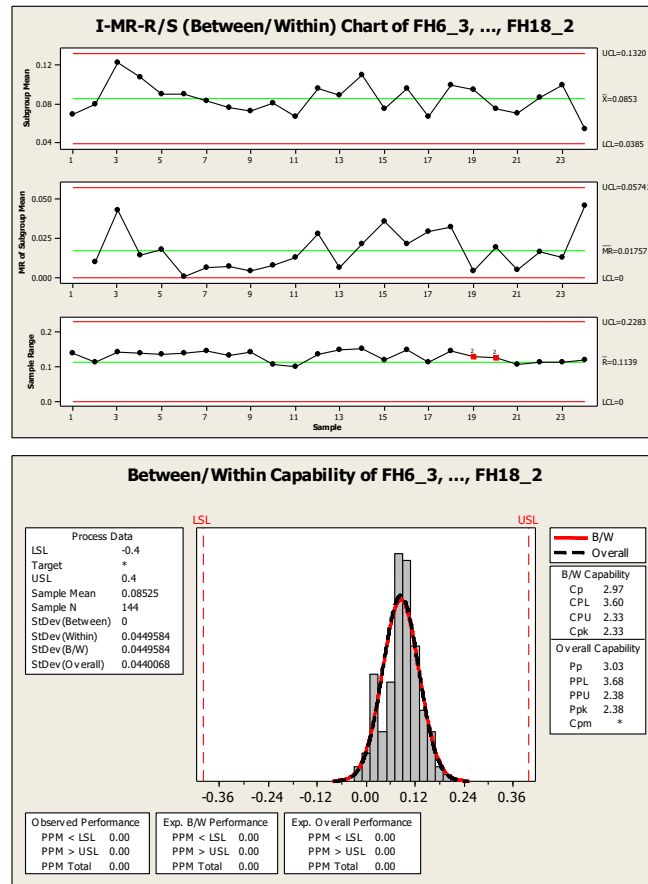 I-MR-R/S (Between/Within) Chart of FH6_3, ..., FH18_2
Subgroup Mean
0.12
0.08
0.04
1 3 5 7 9 11 13 15 17 19 21 23
UCL=0.1320
X=0.0853
LCL=0.0385
MR of Subgroup Mean
0.050
0.025
0.000
1 3 5 7 9 11 13 15 17 19 21 23
UCL=0.05741
MR=0.01757
LCL=0
Sample Range
0.2
0.1
0.0
2 2
1 3 5 7 9 11 13 15 17 19 21 23
Sample
UCL=0.2283
R=0.1139
LCL=0
Between/Within Capability of FH6_3, ..., FH18_2
LSL USL
Process Data
LSL -0.4
Target *
USL 0.4
Sample Mean 0.08525
Sample N 144
StDev(Between) 0
StDev(Within) 0.0449584
StDev(B/W) 0.0449584
StDev(Overall) 0.0440068
B/W
Overall
B/W Capability
Cp 2.97
CPL 3.60
CPU 2.33
Cpk 2.33
Overall Capability
Pp 3.03
PPL 3.68
PPU 2.38
Ppk 2.38
Cpm *
-0.36 -0.24 -0.12 0.00 0.12 0.24 0.36
Observed Performance
PPM < LSL 0.00
PPM > USL 0.00
PPM Total 0.00
Exp. B/W Performance
PPM < LSL 0.00
PPM > USL 0.00
PPM Total 0.00
Exp. Overall Performance
PPM < LSL 0.00
PPM > USL 0.00
PPM Total 0.00